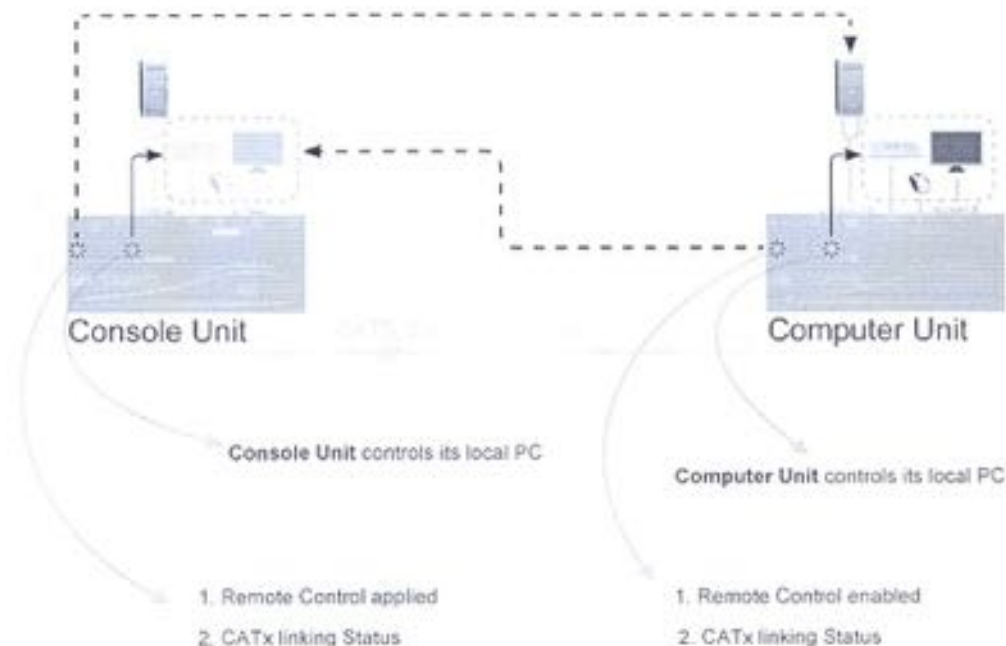 Console Unit
Computer Unit
Console Unit controls its local PC
Computer Unit controls its local PC
1. Remote Control applied
2. CATx linking Status
1. Remote Control enabled
2. CATx linking Status